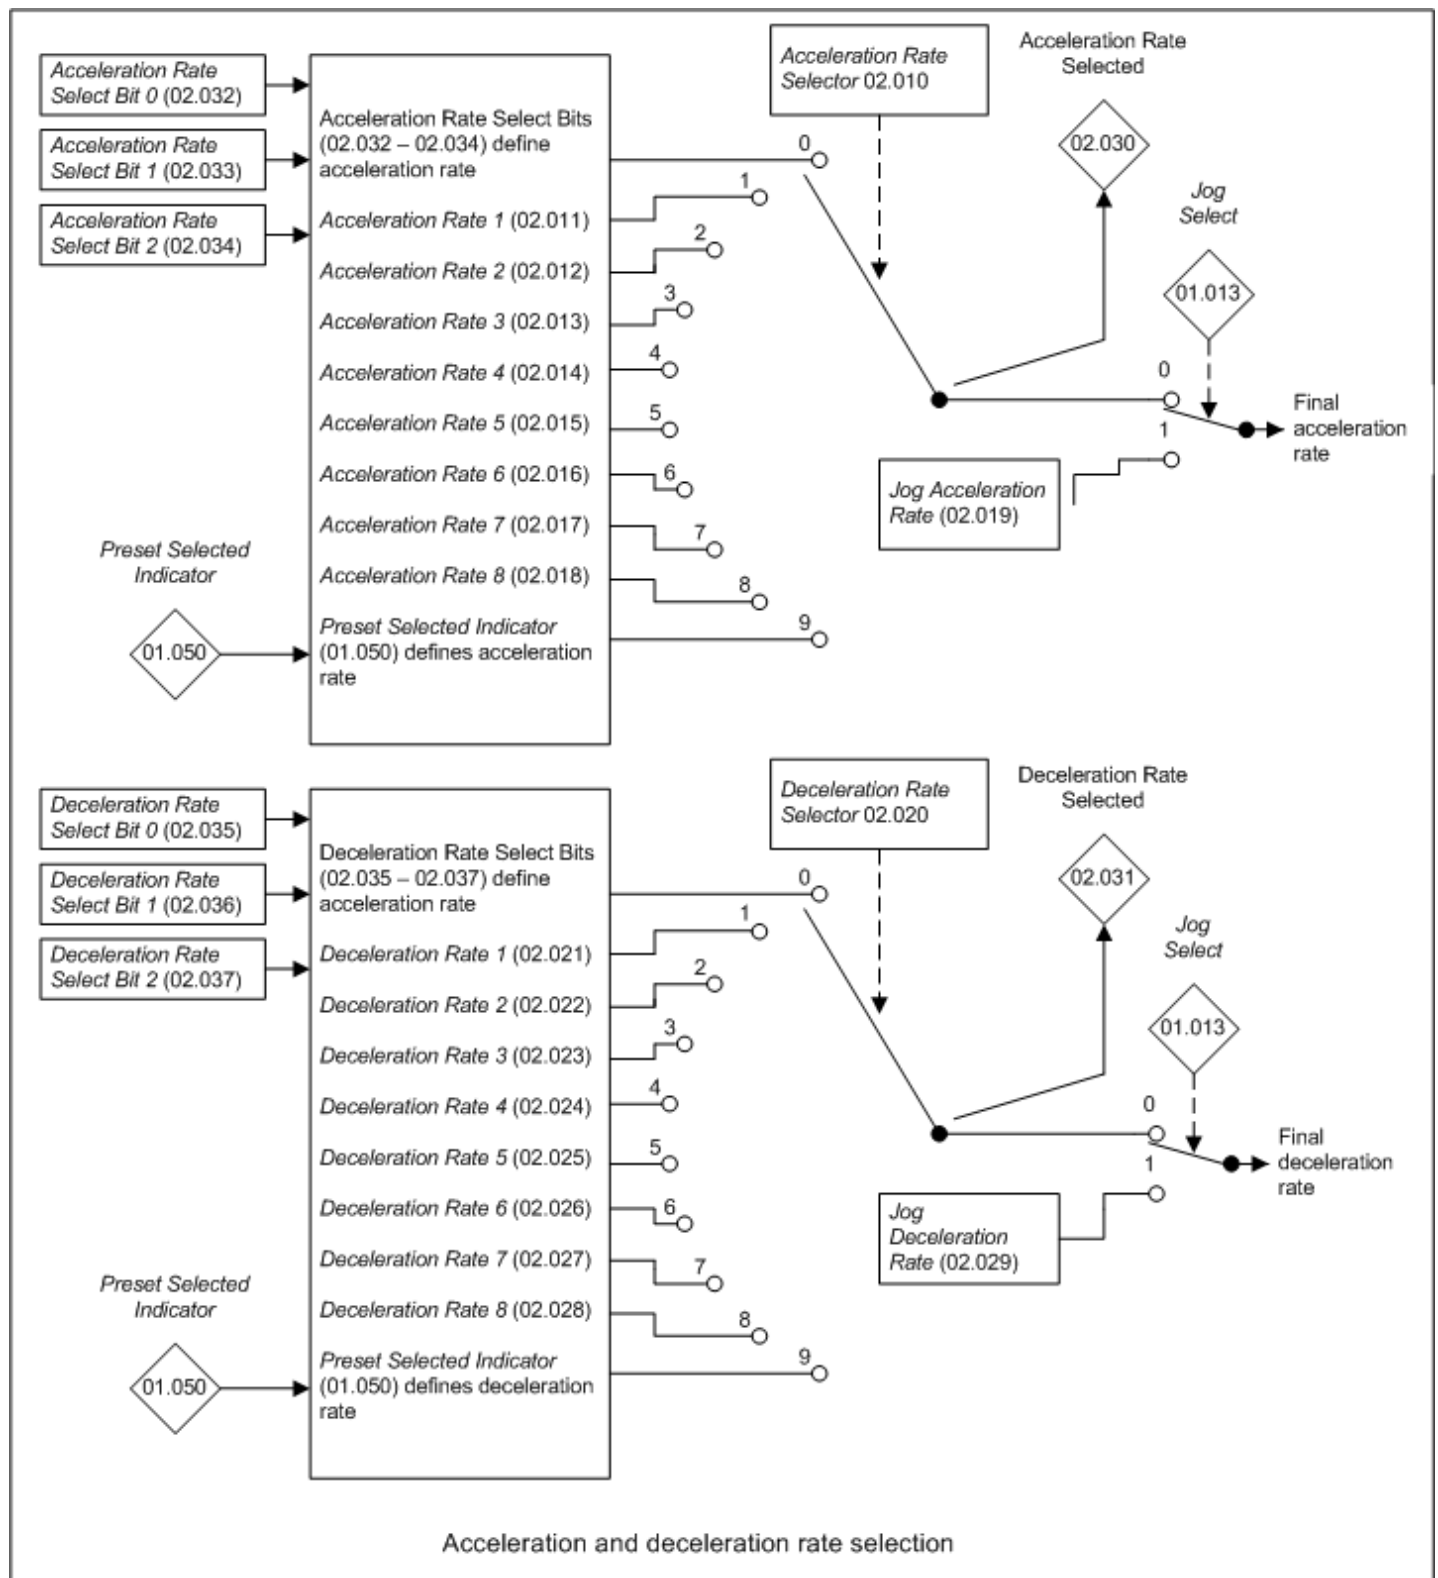 Acceleration Rate
Select Bit 0 (02.032)
Acceleration Rate
Select Bit 1 (02.033)
Acceleration Rate
Select Bit 2 (02.034)
Preset Selected
Indicator
01.050
Acceleration Rate Select Bits
(02.032 – 02.034) define
acceleration rate
Acceleration Rate 1 (02.011)
Acceleration Rate 2 (02.012)
Acceleration Rate 3 (02.013)
Acceleration Rate 4 (02.014)
Acceleration Rate 5 (02.015)
Acceleration Rate 6 (02.016)
Acceleration Rate 7 (02.017)
Acceleration Rate 8 (02.018)
Preset Selected Indicator
(01.050) defines acceleration
rate
0
1
2
3
4
5
6
7
8
9
Acceleration Rate
Selector 02.010
Acceleration Rate
Selected
02.030
Jog
Select
01.013
0
1
Jog Acceleration
Rate (02.019)
Final
acceleration
rate
Deceleration Rate
Select Bit 0 (02.035)
Deceleration Rate
Select Bit 1 (02.036)
Deceleration Rate
Select Bit 2 (02.037)
Preset Selected
Indicator
01.050
Deceleration Rate Select Bits
(02.035 – 02.037) define
acceleration rate
Deceleration Rate 1 (02.021)
Deceleration Rate 2 (02.022)
Deceleration Rate 3 (02.023)
Deceleration Rate 4 (02.024)
Deceleration Rate 5 (02.025)
Deceleration Rate 6 (02.026)
Deceleration Rate 7 (02.027)
Deceleration Rate 8 (02.028)
Preset Selected Indicator
(01.050) defines deceleration
rate
0
1
2
3
4
5
6
7
8
9
Deceleration Rate
Selector 02.020
Deceleration Rate
Selected
02.031
Jog
Select
01.013
0
1
Jog
Deceleration
Rate (02.029)
Final
deceleration
rate
Acceleration and deceleration rate selection